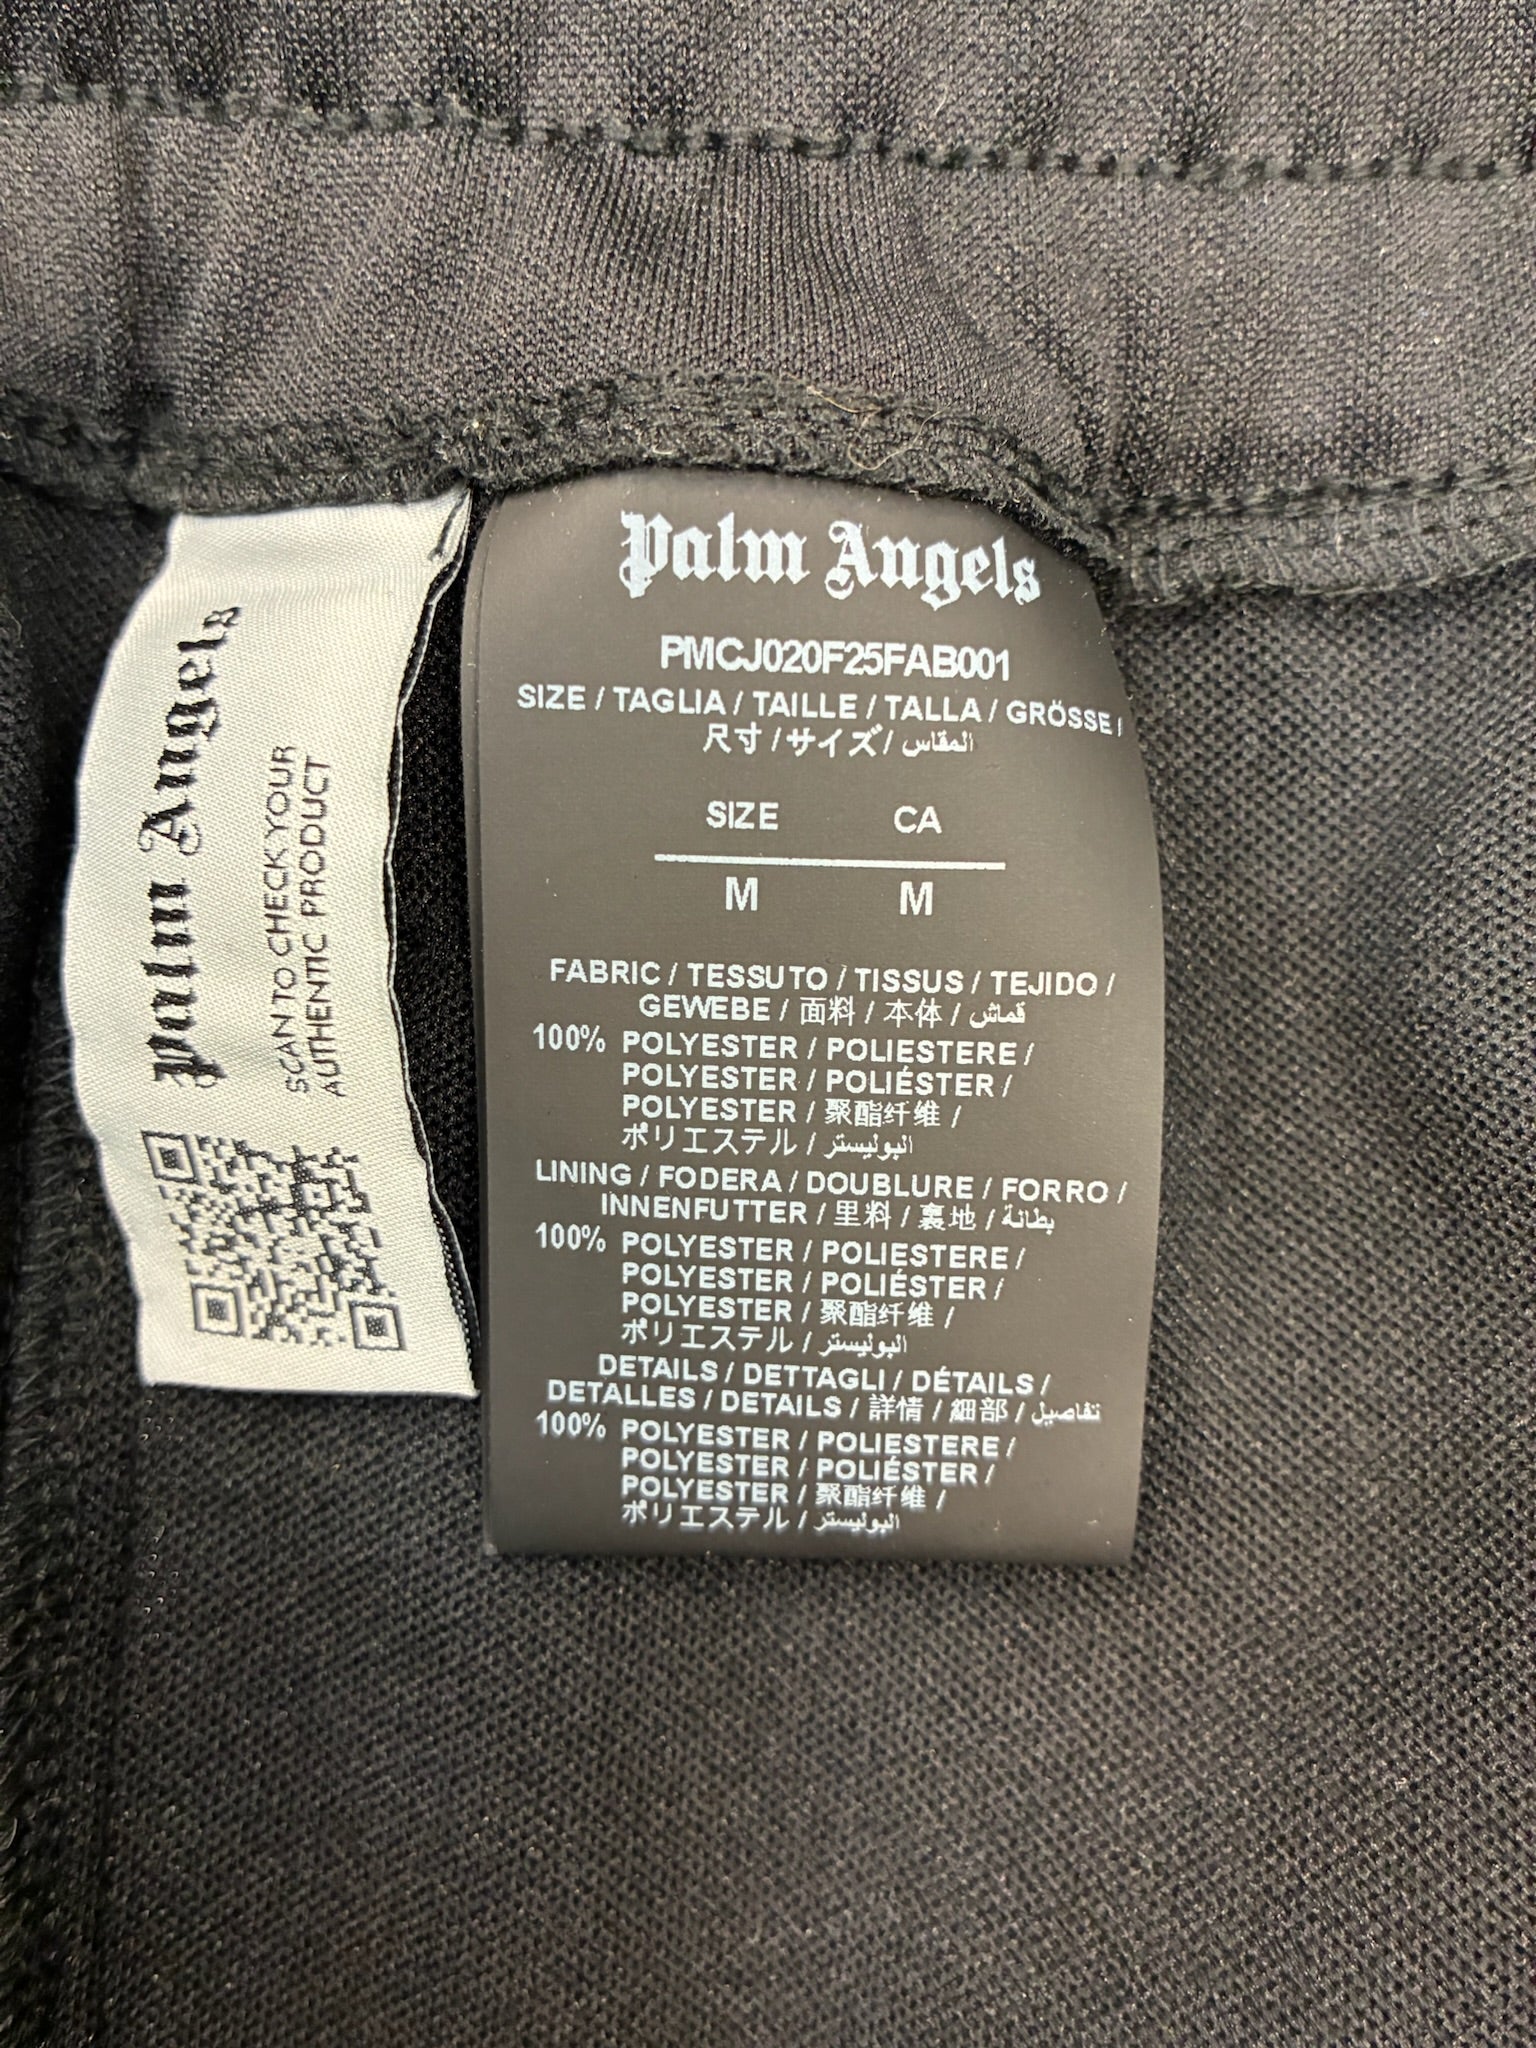 Palm Angels
SCAN TO CHECK YOUR
AUTHENTIC PRODUCT
Palm Angels
PMCJ020F25FAB001
SIZE / TAGLIA / TAILLE / TALLA / GRÖSSE /
尺寸 / サイズ / المقاس
SIZE CA
M M
FABRIC / TESSUTO / TISSUS / TEJIDO /
GEWEBE / 面料 / 本体 / قماش
100% POLYESTER / POLIESTERE /
POLYESTER / POLIÉSTER /
POLYESTER / 聚酯纤维 /
ポリエステル / البوليستر
LINING / FODERA / DOUBLURE / FORRO /
INNENFUTTER / 里料 / 裏地 / بطانة
100% POLYESTER / POLIESTERE /
POLYESTER / POLIÉSTER /
POLYESTER / 聚酯纤维 /
ポリエステル / البوليستر
DETAILS / DETTAGLI / DÉTAILS /
DETALLES / DETAILS / 詳情 / 細部 / تفاصيل
100% POLYESTER / POLIESTERE /
POLYESTER / POLIÉSTER /
POLYESTER / 聚酯纤维 /
ポリエステル / البوليستر